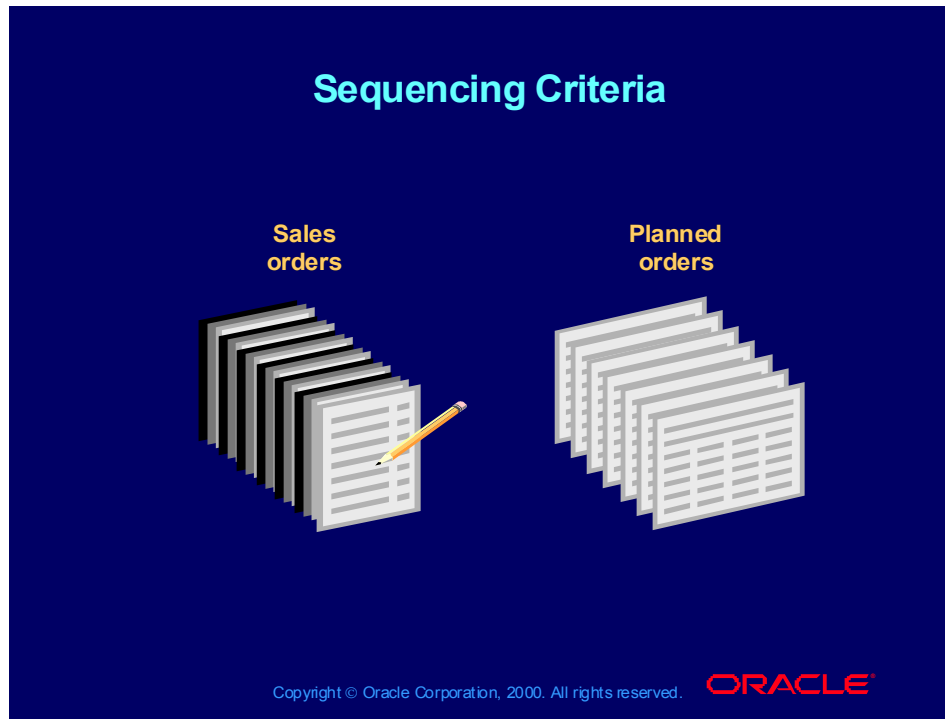 Sequencing Criteria
Sales
orders
Planned
orders
Copyright © Oracle Corporation, 2000. All rights reserved.
ORACLE®